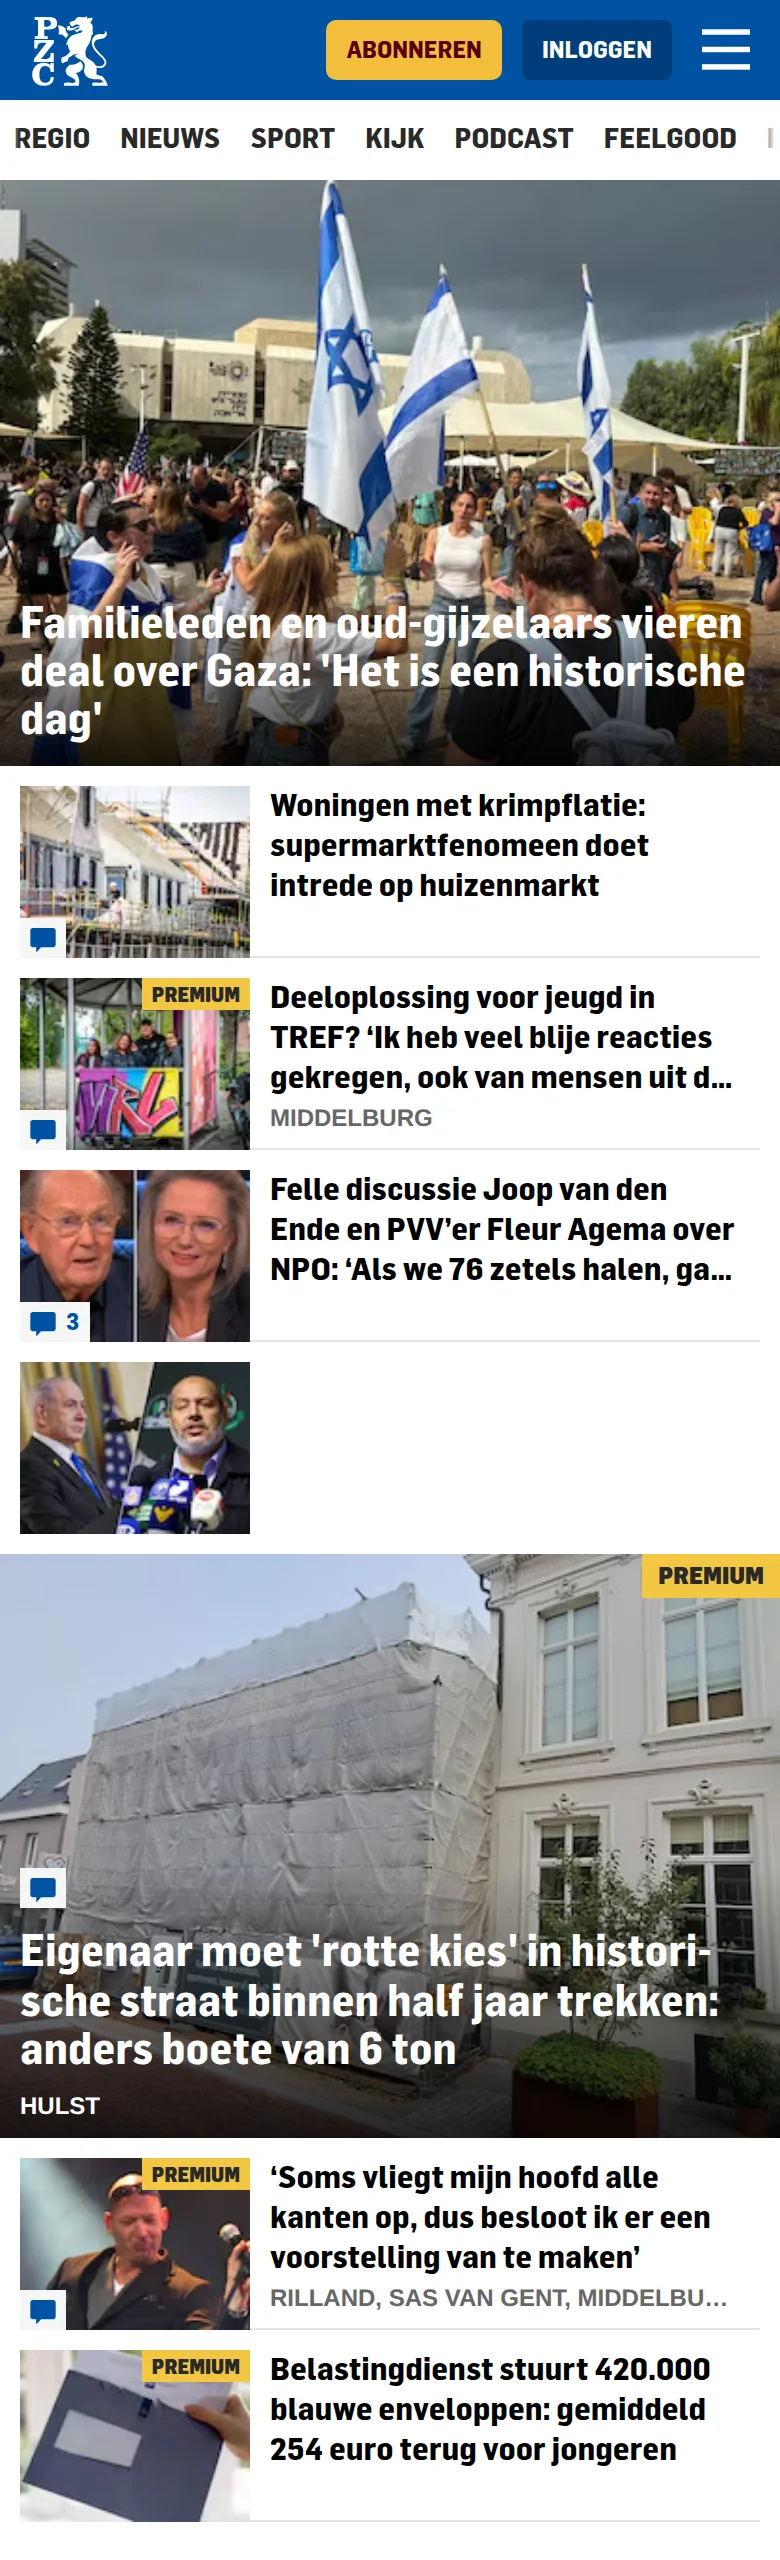 PZC
ABONNEREN
INLOGGEN
REGIO NIEUWS SPORT KIJK PODCAST FEELGOOD
Familieleden en oud-gijzelaars vieren
deal over Gaza: 'Het is een historische
dag'
Woningen met krimpflatie:
supermarktfenomeen doet
intrede op huizenmarkt
PREMIUM
Deeloplossing voor jeugd in
TREF? ‘Ik heb veel blije reacties
gekregen, ook van mensen uit d...
MIDDELBURG
Felle discussie Joop van den
Ende en PVV’er Fleur Agema over
NPO: ‘Als we 76 zetels halen, ga...
3
PREMIUM
Eigenaar moet 'rotte kies' in histori-
sche straat binnen half jaar trekken:
anders boete van 6 ton
HULST
PREMIUM
‘Soms vliegt mijn hoofd alle
kanten op, dus besloot ik er een
voorstelling van te maken’
RILLAND, SAS VAN GENT, MIDDELBU...
PREMIUM
Belastingdienst stuurt 420.000
blauwe enveloppen: gemiddeld
254 euro terug voor jongeren